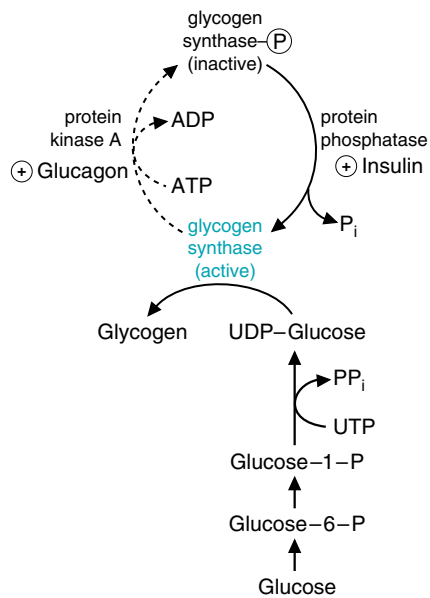 glycogen
synthase–Ⓟ
(inactive)
protein
kinase A
⊕ Glucagon
ADP
ATP
protein
phosphatase
⊕ Insulin
Pi
glycogen
synthase
(active)
Glycogen
UDP–Glucose
PPi
UTP
Glucose–1–P
Glucose–6–P
Glucose